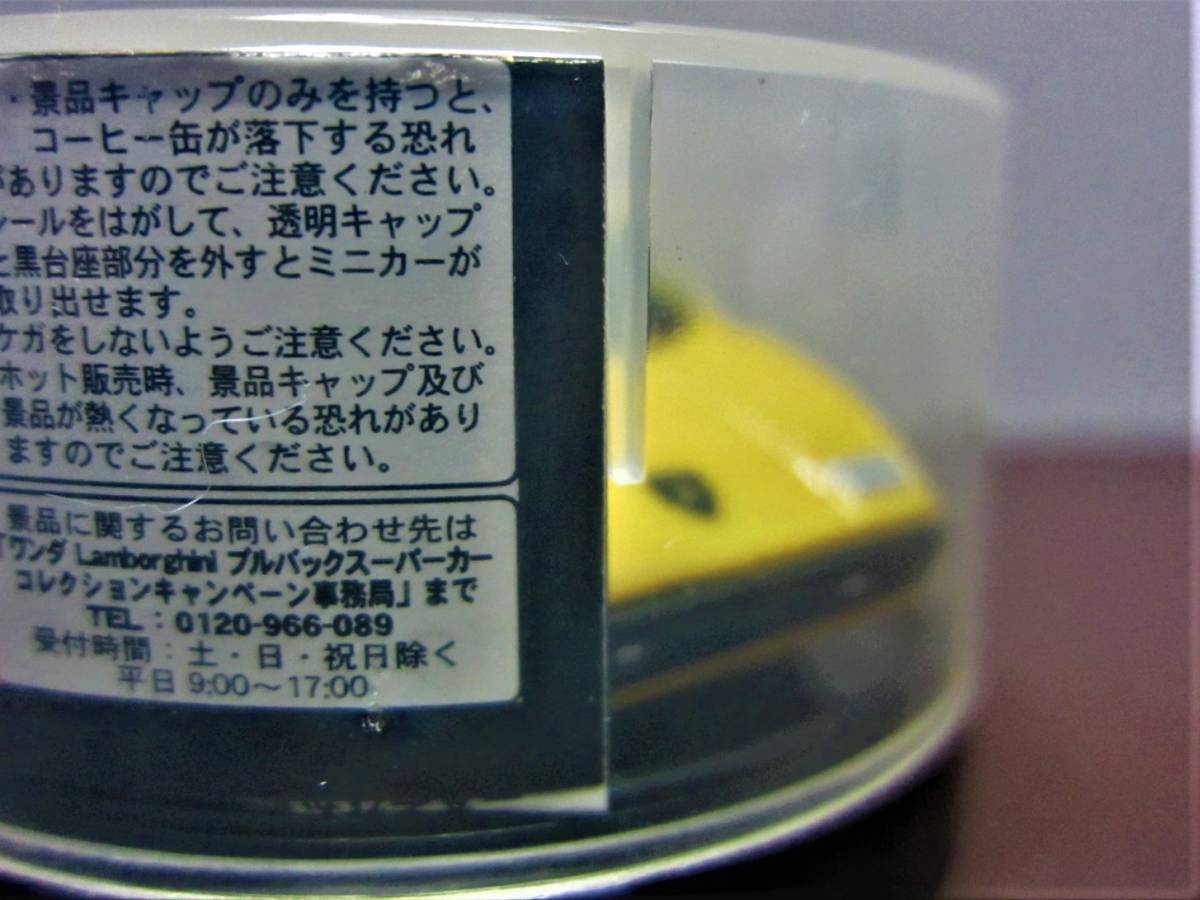 ・景品キャップのみを持つと、
コーヒー缶が落下する恐れ
がありますのでご注意ください。
シールをはがして、透明キャップ
と黒台座部分を外すとミニカーが
取り出せます。
ケガをしないようご注意ください。
ホット販売時、景品キャップ及び
景品が熱くなっている恐れがあり
ますのでご注意ください。
景品に関するお問い合わせ先は
「ワンダ Lamborghini プルバックスーパーカー
コレクションキャンペーン事務局」まで
TEL：0120-966-089
受付時間：土・日・祝日除く
平日 9:00～17:00